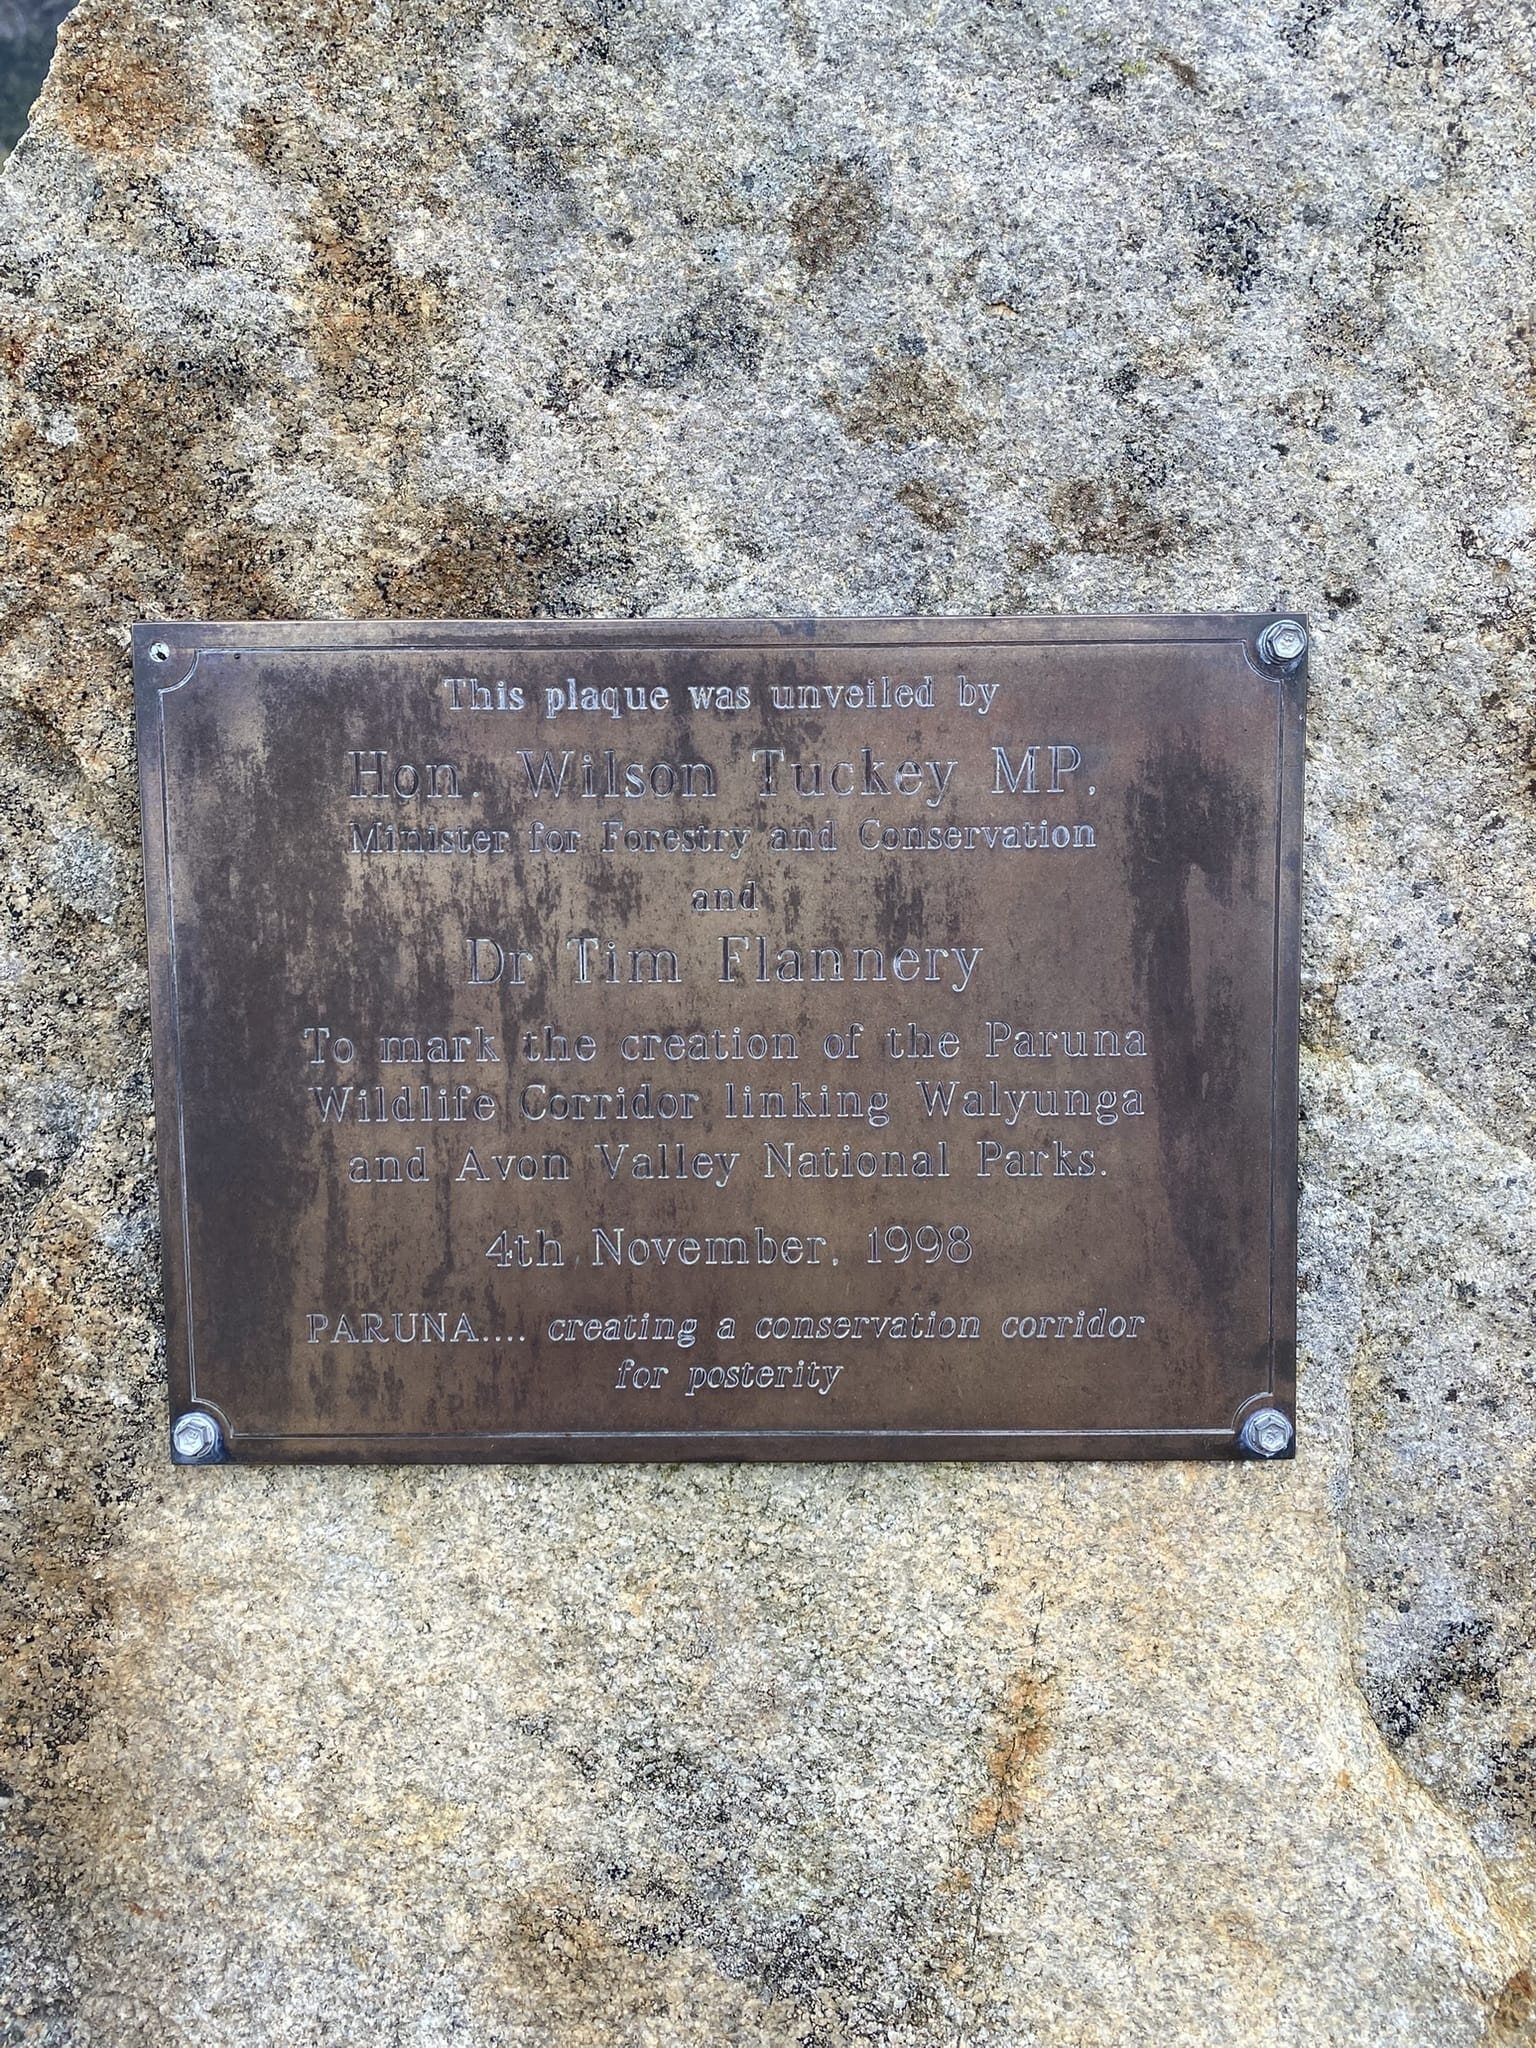 This plaque was unveiled by
Hon. Wilson Tuckey MP,
Minister for Forestry and Conservation
and
Dr Tim Flannery
To mark the creation of the Paruna
Wildlife Corridor linking Walyunga
and Avon Valley National Parks.
4th November, 1998
PARUNA.... creating a conservation corridor
for posterity